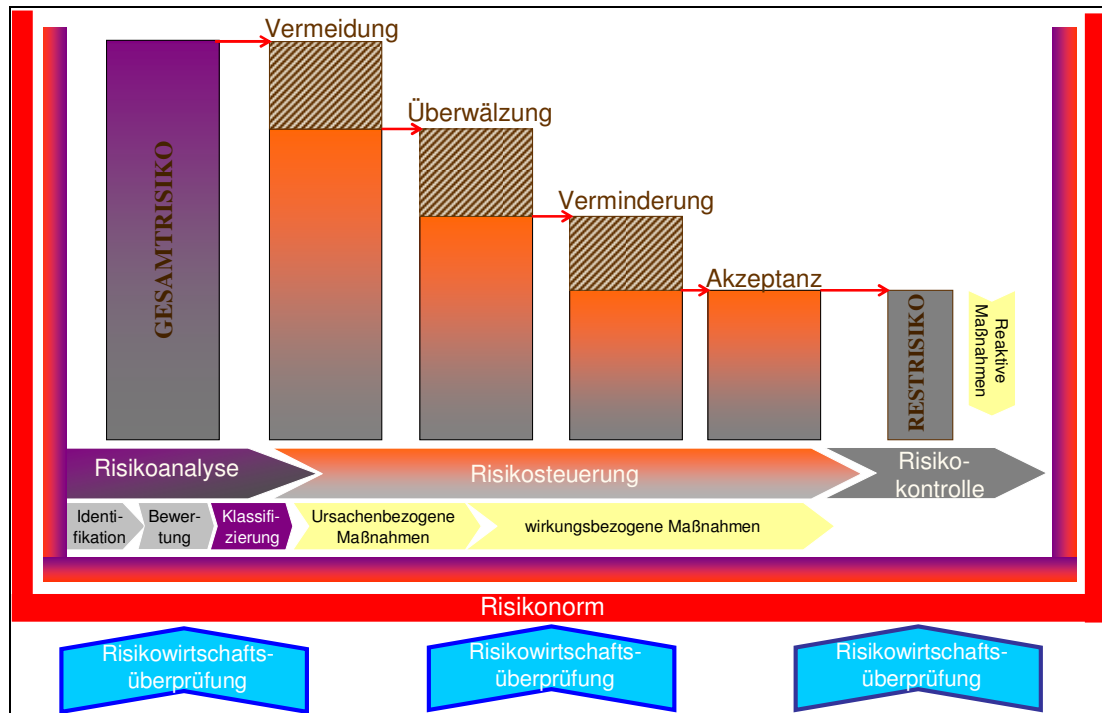 Vermeidung
Überwälzung
Verminderung
Akzeptanz
GESAMTRISIKO
RESTRISIKO
Reaktive
Maßnahmen
Risikoanalyse
Risikosteuerung
Risiko-
kontrolle
Identi-
fikation
Bewer-
tung
Klassifi-
zierung
Ursachenbezogene
Maßnahmen
wirkungsbezogene Maßnahmen
Risikonorm
Risikowirtschafts-
überprüfung
Risikowirtschafts-
überprüfung
Risikowirtschafts-
überprüfung